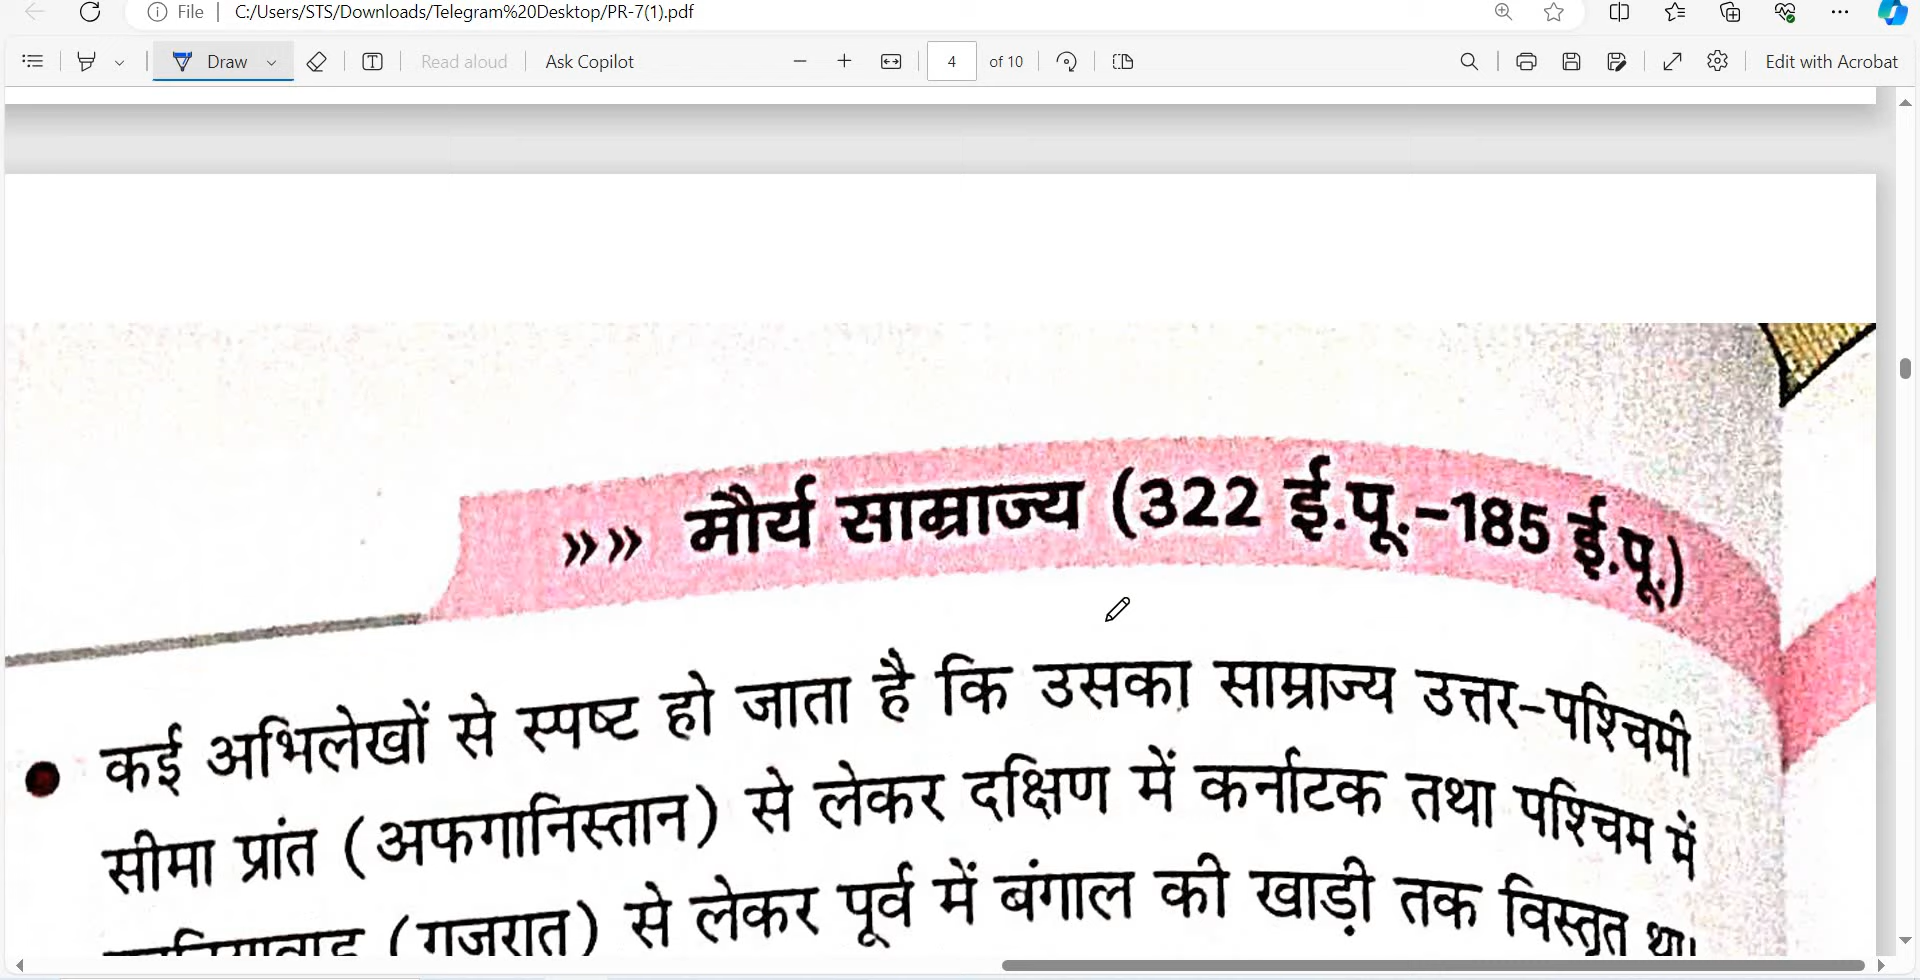 File
C:/Users/STS/Downloads/Telegram%20Desktop/PR-7(1).pdf
Draw
Read aloud
Ask Copilot
4 of 10
Edit with Acrobat
»» मौर्य साम्राज्य (322 ई.पू.–185 ई.पू.)
कई अभिलेखों से स्पष्ट हो जाता है कि उसका साम्राज्य उत्तर-पश्चिमी
सीमा प्रांत (अफगानिस्तान) से लेकर दक्षिण में कर्नाटक तथा पश्चिम में
(गुजरात) से लेकर पूर्व में बंगाल की खाड़ी तक विस्तृत था।